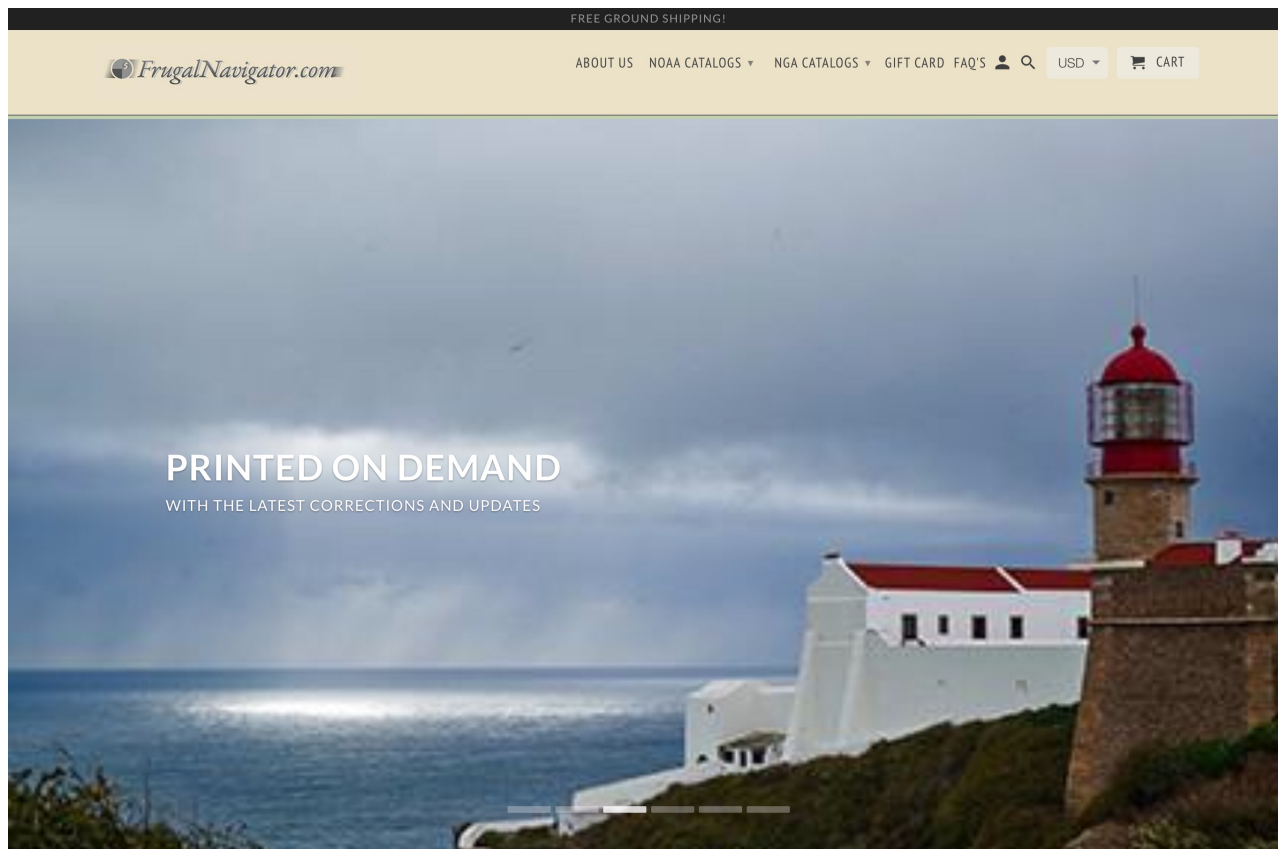 FREE GROUND SHIPPING!
FrugalNavigator.com
ABOUT US NOAA CATALOGS ▾ NGA CATALOGS ▾ GIFT CARD FAQ'S USD CART
PRINTED ON DEMAND
WITH THE LATEST CORRECTIONS AND UPDATES